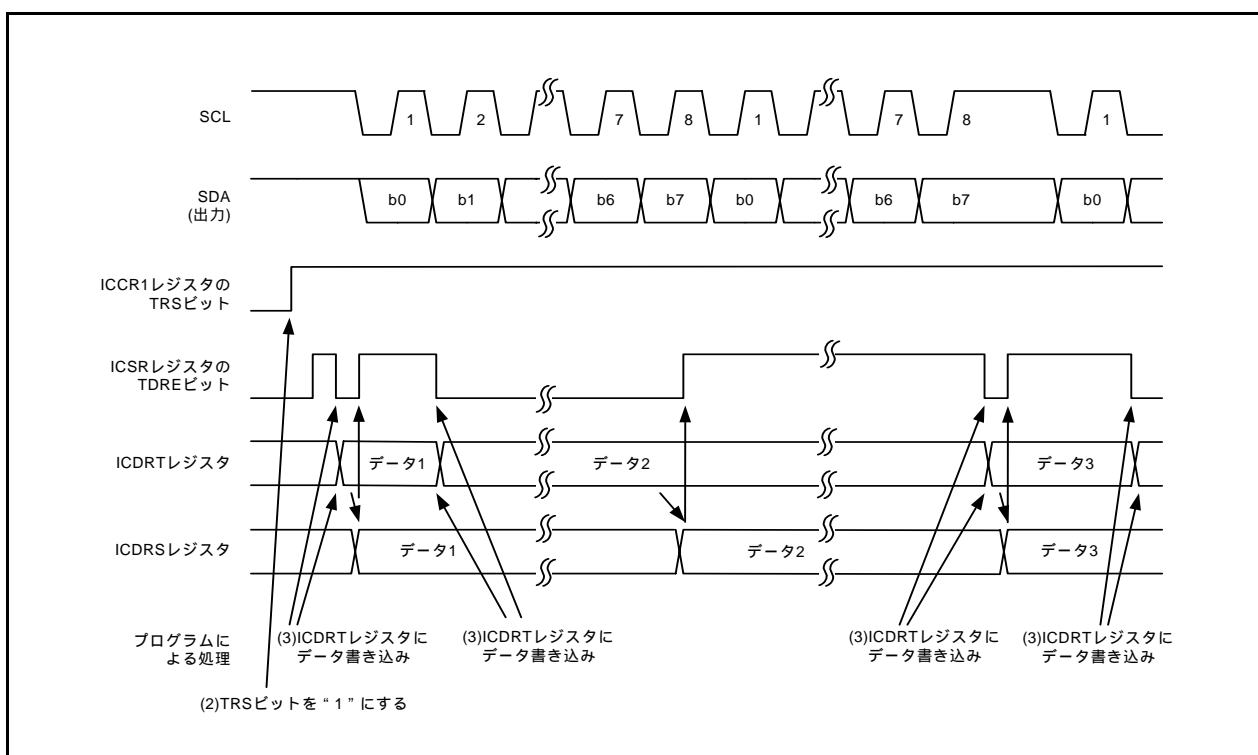 SCL
1 2 7 8 1 7 8 1
SDA
(出力)
b0 b1 b6 b7 b0 b6 b7 b0
ICCR1レジスタの
TRSビット
ICSRレジスタの
TDREビット
ICDRTレジスタ
データ1 データ2 データ3
ICDRSレジスタ
データ1 データ2 データ3
プログラムに
よる処理
(3)ICDRTレジスタに
データ書き込み
(3)ICDRTレジスタに
データ書き込み
(3)ICDRTレジスタに
データ書き込み
(3)ICDRTレジスタに
データ書き込み
(2)TRSビットを“1”にする